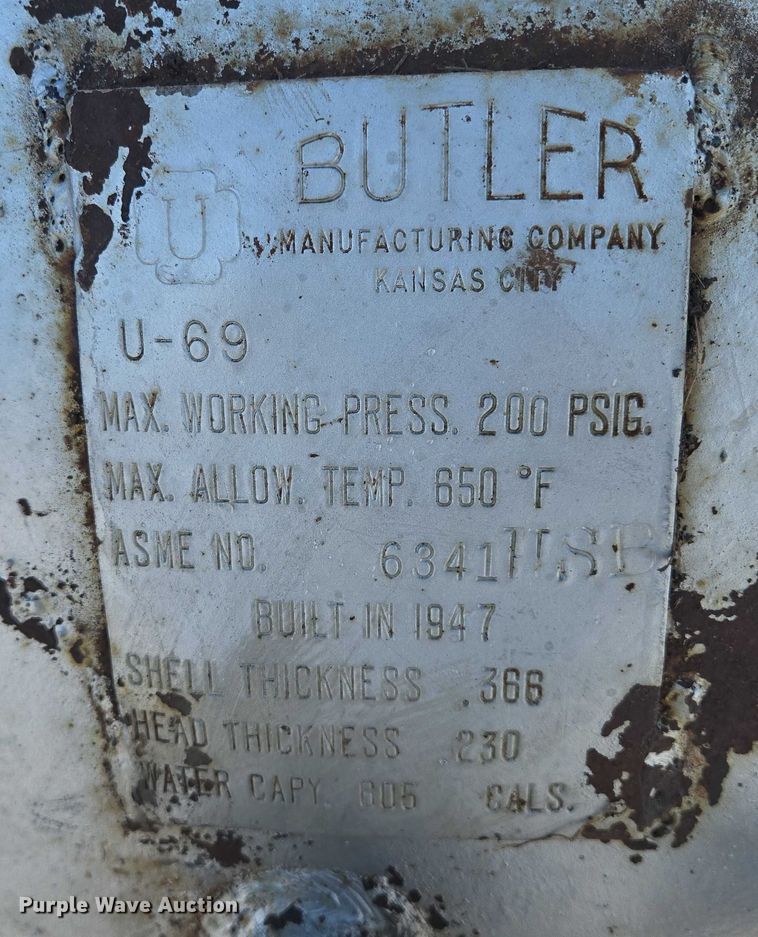 BUTLER
U
MANUFACTURING COMPANY
KANSAS CITY
U-69
MAX. WORKING PRESS. 200 PSIG.
MAX. ALLOW. TEMP. 650 °F
ASME NO. 6341 HSB
BUILT IN 1947
SHELL THICKNESS .366
HEAD THICKNESS .230
WATER CAPY. 605 GALS.
Purple Wave Auction